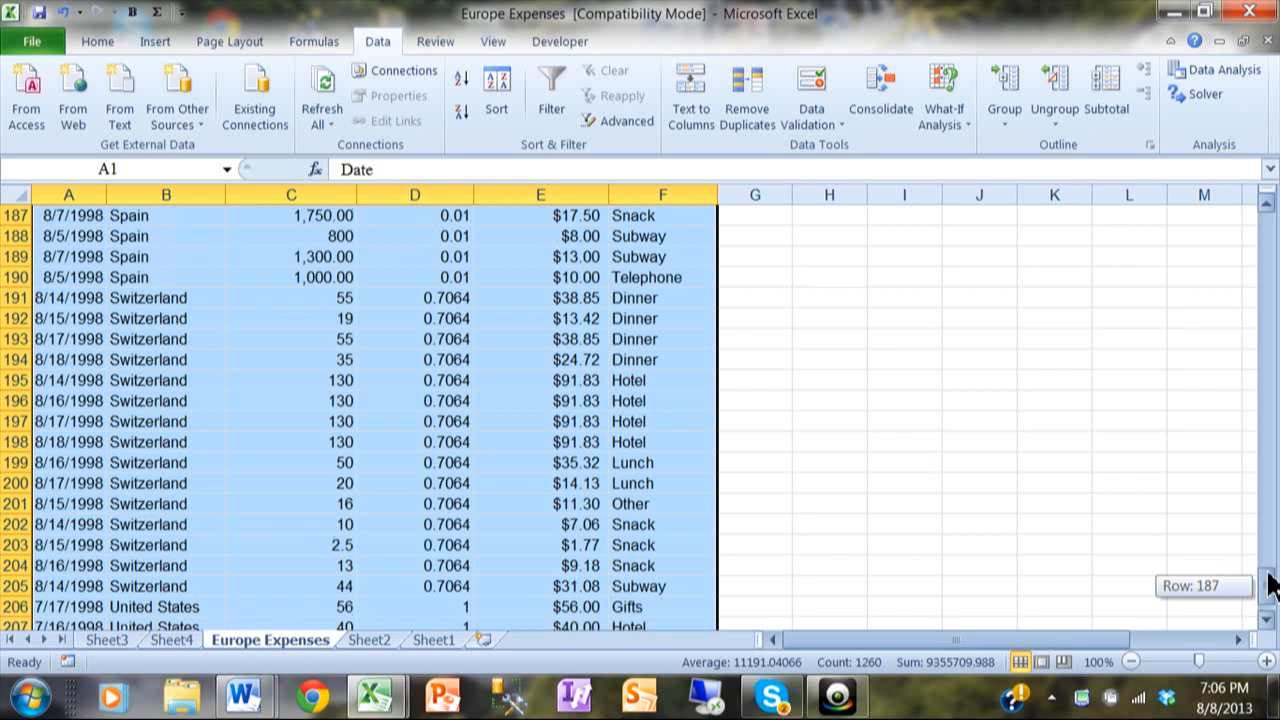 Europe Expenses [Compatibility Mode] - Microsoft Excel
File Home Insert Page Layout Formulas Data Review View Developer
From Access From Web From Text From Other Sources Existing Connections Refresh All Connections Properties Edit Links Sort Filter Clear Reapply Advanced Text to Columns Remove Duplicates Data Validation Consolidate What-If Analysis Group Ungroup Subtotal Data Analysis Solver
Get External Data Connections Sort & Filter Data Tools Outline Analysis
A1 fx Date
A B C D E F G H I J K L M
187 8/7/1998 Spain 1,750.00 0.01 $17.50 Snack
188 8/5/1998 Spain 800 0.01 $8.00 Subway
189 8/7/1998 Spain 1,300.00 0.01 $13.00 Subway
190 8/5/1998 Spain 1,000.00 0.01 $10.00 Telephone
191 8/14/1998 Switzerland 55 0.7064 $38.85 Dinner
192 8/15/1998 Switzerland 19 0.7064 $13.42 Dinner
193 8/17/1998 Switzerland 55 0.7064 $38.85 Dinner
194 8/18/1998 Switzerland 35 0.7064 $24.72 Dinner
195 8/14/1998 Switzerland 130 0.7064 $91.83 Hotel
196 8/16/1998 Switzerland 130 0.7064 $91.83 Hotel
197 8/17/1998 Switzerland 130 0.7064 $91.83 Hotel
198 8/18/1998 Switzerland 130 0.7064 $91.83 Hotel
199 8/16/1998 Switzerland 50 0.7064 $35.32 Lunch
200 8/17/1998 Switzerland 20 0.7064 $14.13 Lunch
201 8/15/1998 Switzerland 16 0.7064 $11.30 Other
202 8/14/1998 Switzerland 10 0.7064 $7.06 Snack
203 8/15/1998 Switzerland 2.5 0.7064 $1.77 Snack
204 8/16/1998 Switzerland 13 0.7064 $9.18 Snack
205 8/14/1998 Switzerland 44 0.7064 $31.08 Subway
Row: 187
206 7/17/1998 United States 56 1 $56.00 Gifts
207 7/16/1998 United States 40 1 $40.00 Hotel
Sheet3 Sheet4 Europe Expenses Sheet2 Sheet1
Ready Average: 11191.04066 Count: 1260 Sum: 9355709.988 100%
7:06 PM
8/8/2013